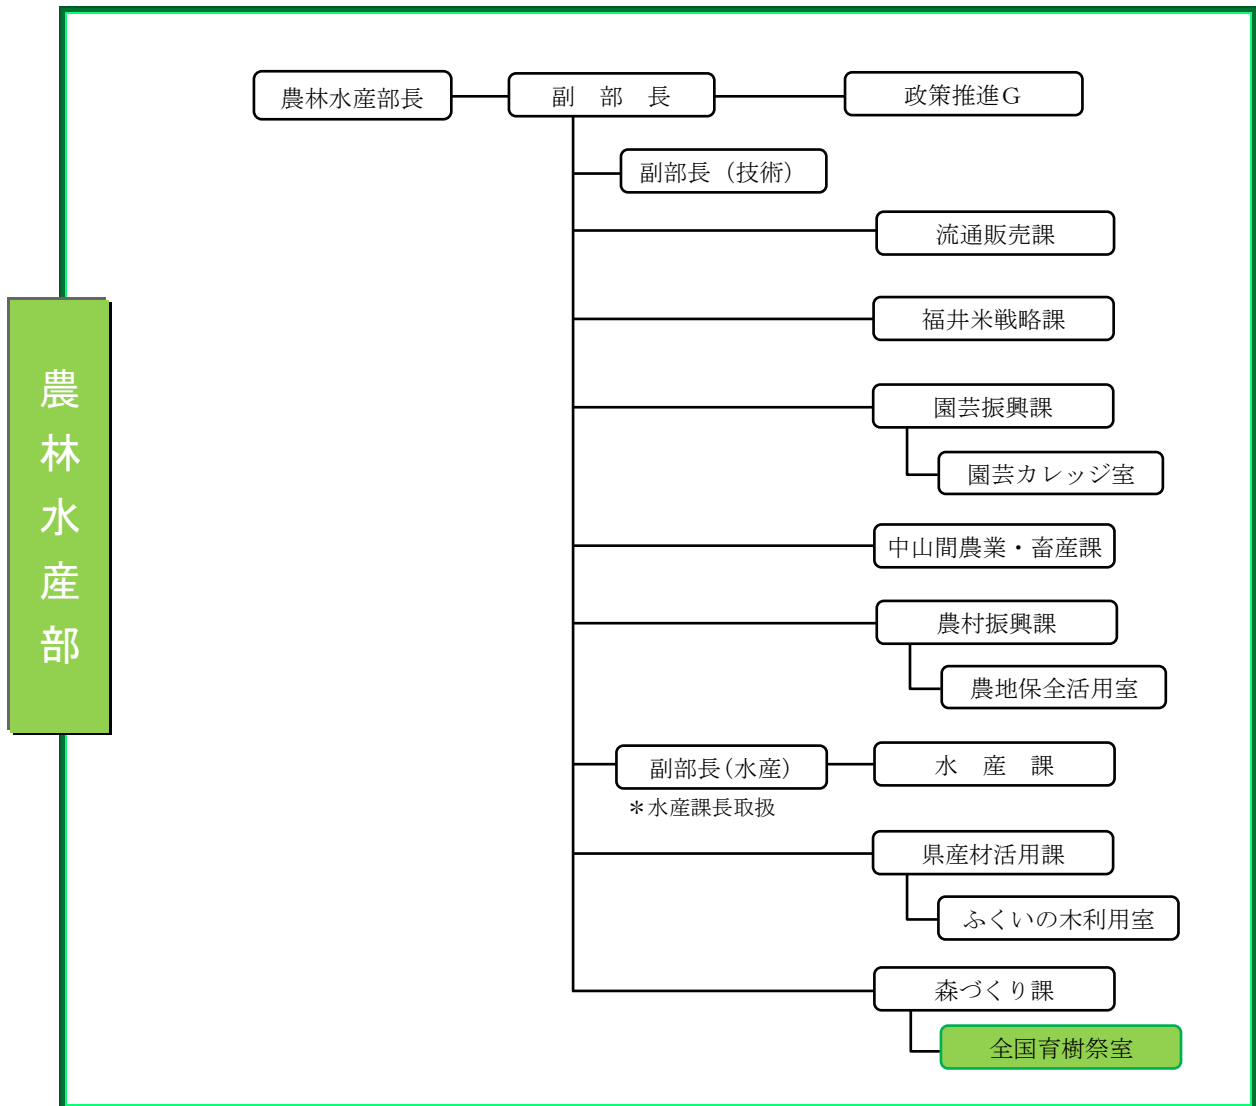 農林水産部
農林水産部長
副　部　長
政策推進Ｇ
副部長（技術）
流通販売課
福井米戦略課
園芸振興課
園芸カレッジ室
中山間農業・畜産課
農村振興課
農地保全活用室
副部長（水産）
水　産　課
＊水産課長取扱
県産材活用課
ふくいの木利用室
森づくり課
全国育樹祭室